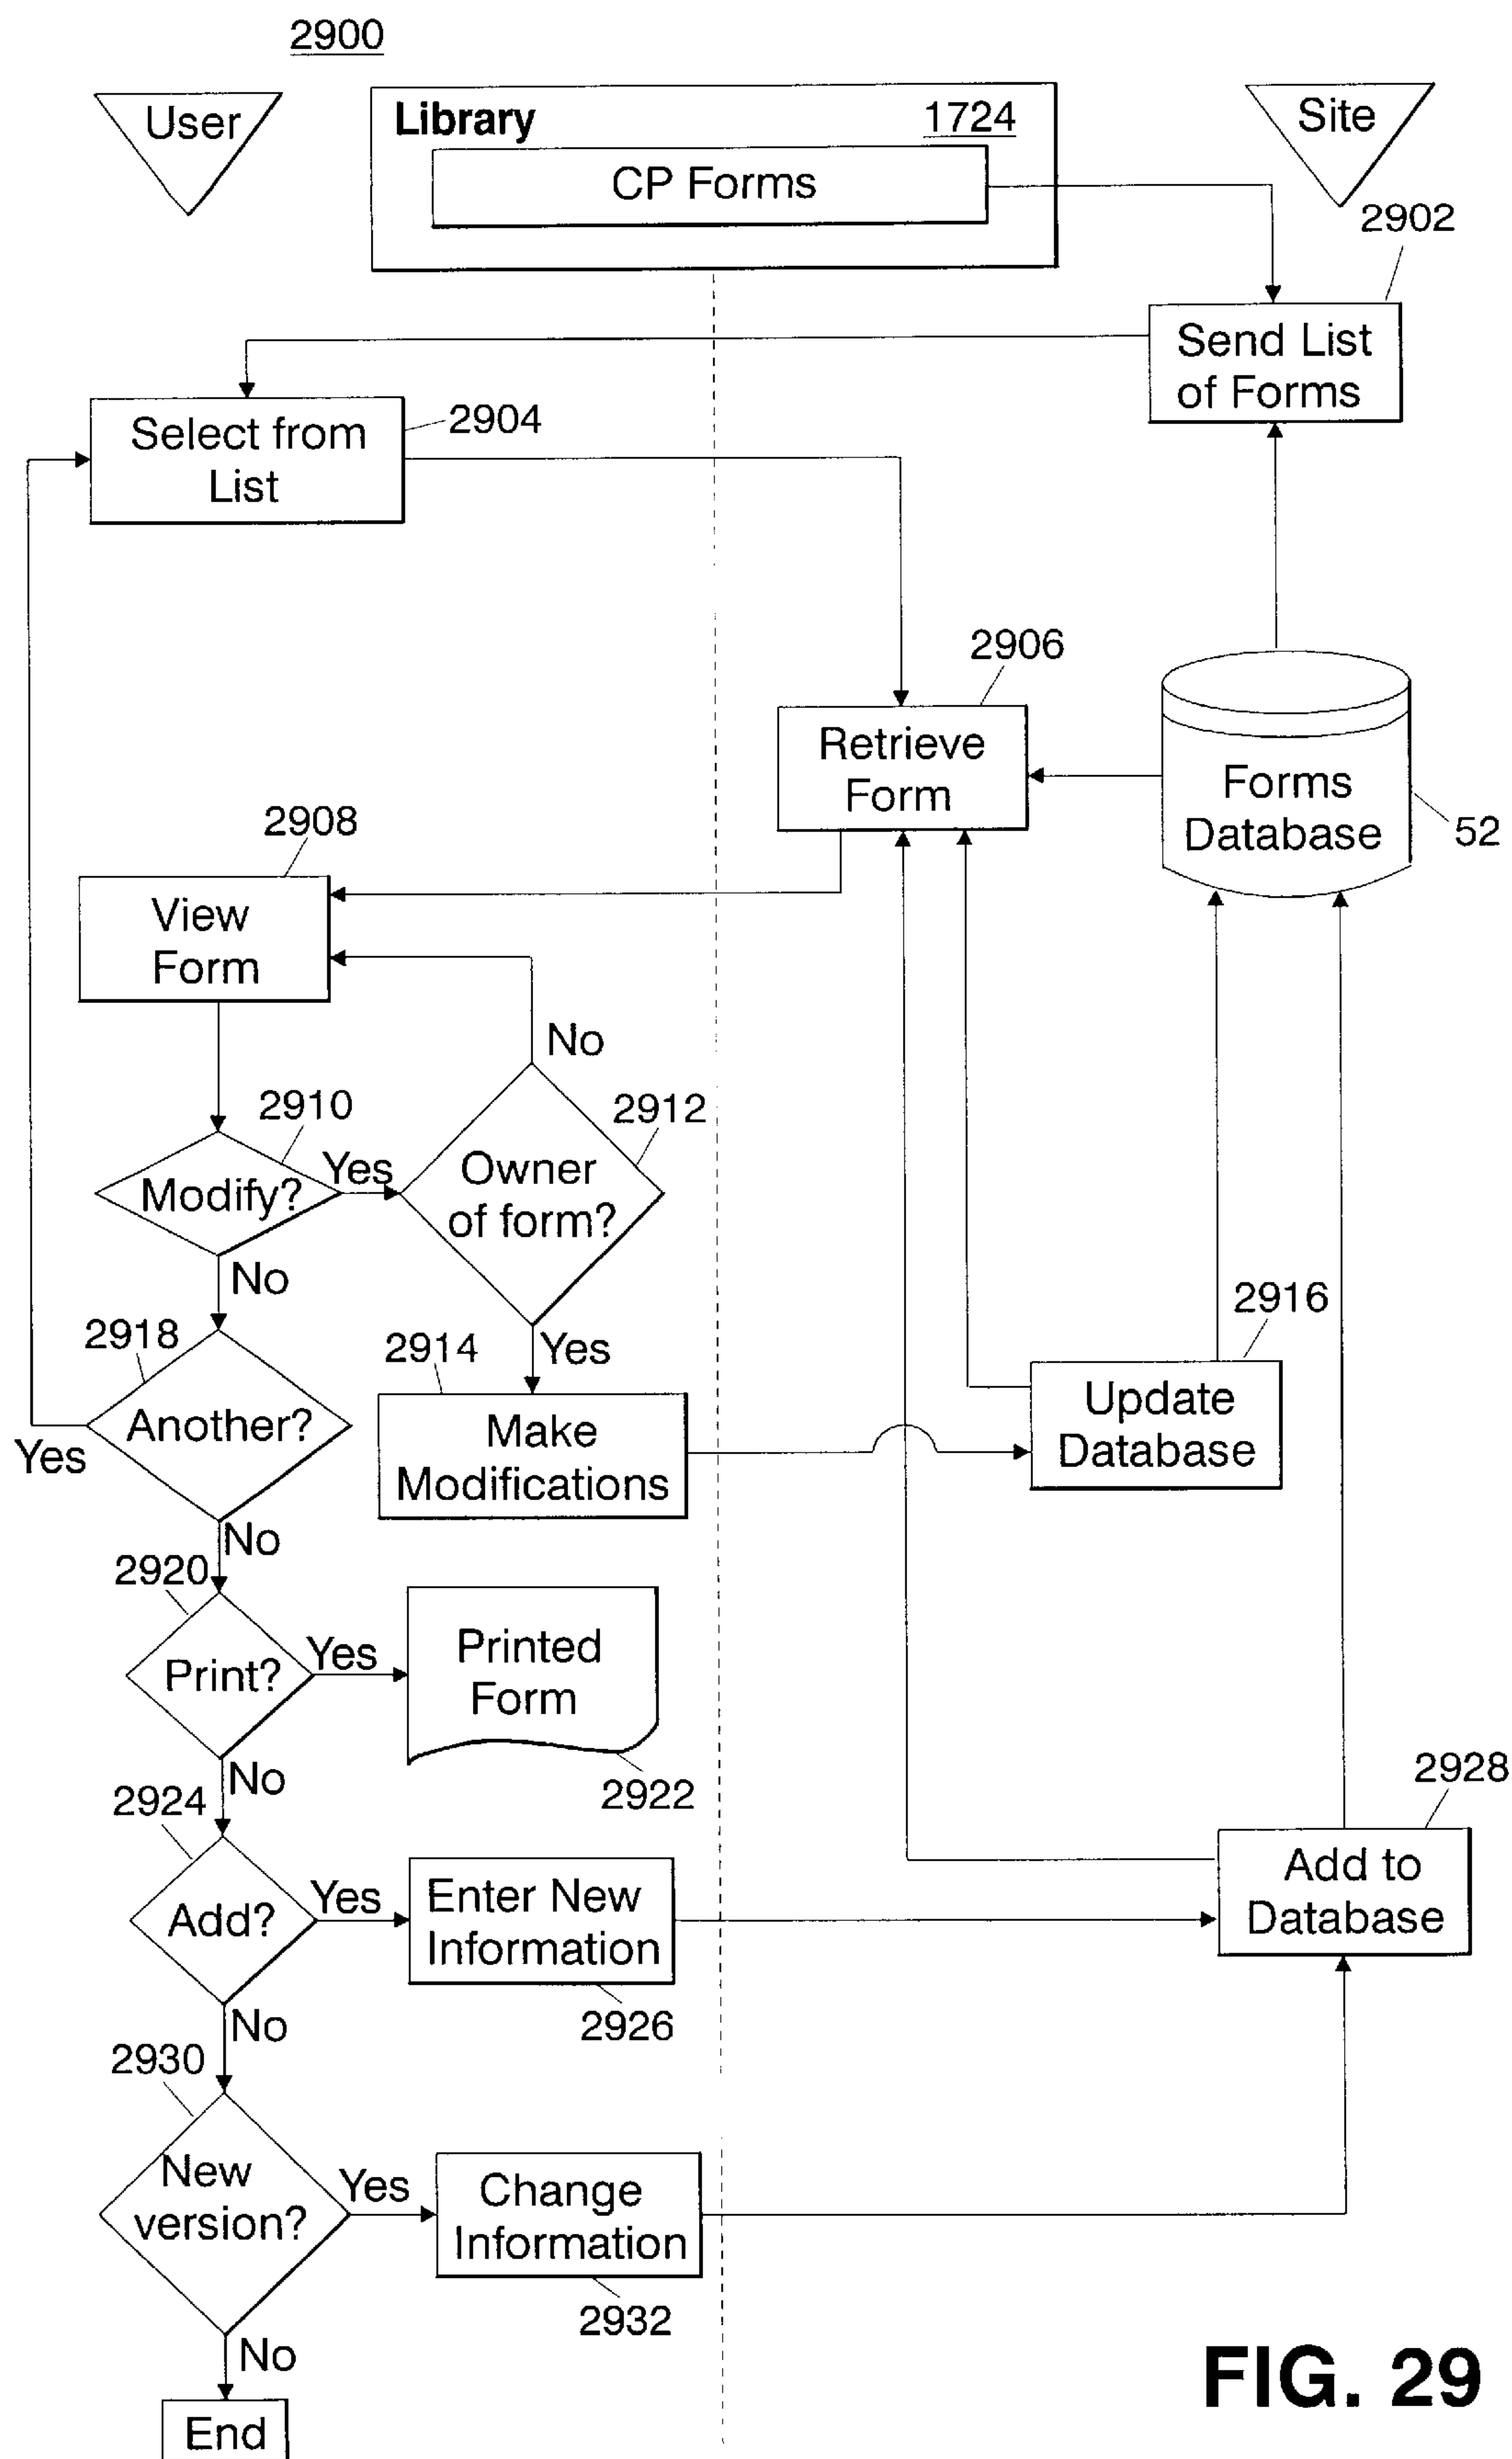 2900
User
Library
1724
CP Forms
Site
2902
Send List
of Forms
Select from
List
2904
2906
Retrieve
Form
Forms
Database
52
2908
View
Form
No
2910
2912
Modify?
Yes
Owner
of form?
No
2918
2914
Yes
2916
Another?
Yes
Make
Modifications
Update
Database
No
2920
Print?
Yes
Printed
Form
2922
No
2924
2928
Add?
Yes
Enter New
Information
2926
Add to
Database
No
2930
New
version?
Yes
Change
Information
2932
No
End
FIG. 29